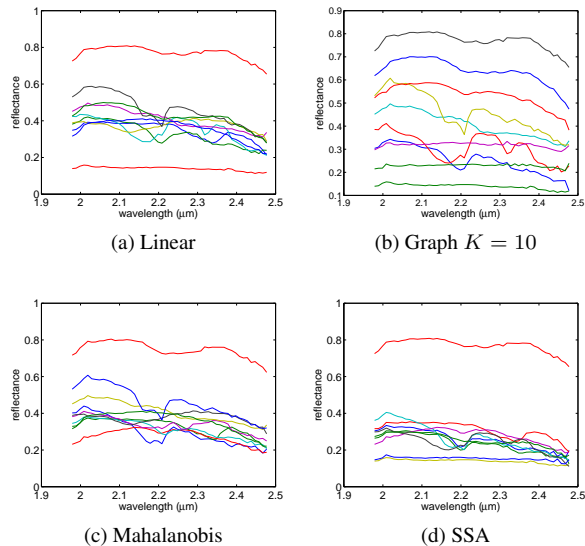 1
0.8
0.6
0.4
0.2
0
1.9 2 2.1 2.2 2.3 2.4 2.5
wavelength (μm)
reflectance
(a) Linear
0.9
0.8
0.7
0.6
0.5
0.4
0.3
0.2
0.1
1.9 2 2.1 2.2 2.3 2.4 2.5
wavelength (μm)
reflectance
(b) Graph K = 10
1
0.8
0.6
0.4
0.2
0
1.9 2 2.1 2.2 2.3 2.4 2.5
wavelength (μm)
reflectance
(c) Mahalanobis
1
0.8
0.6
0.4
0.2
0
1.9 2 2.1 2.2 2.3 2.4 2.5
wavelength (μm)
reflectance
(d) SSA